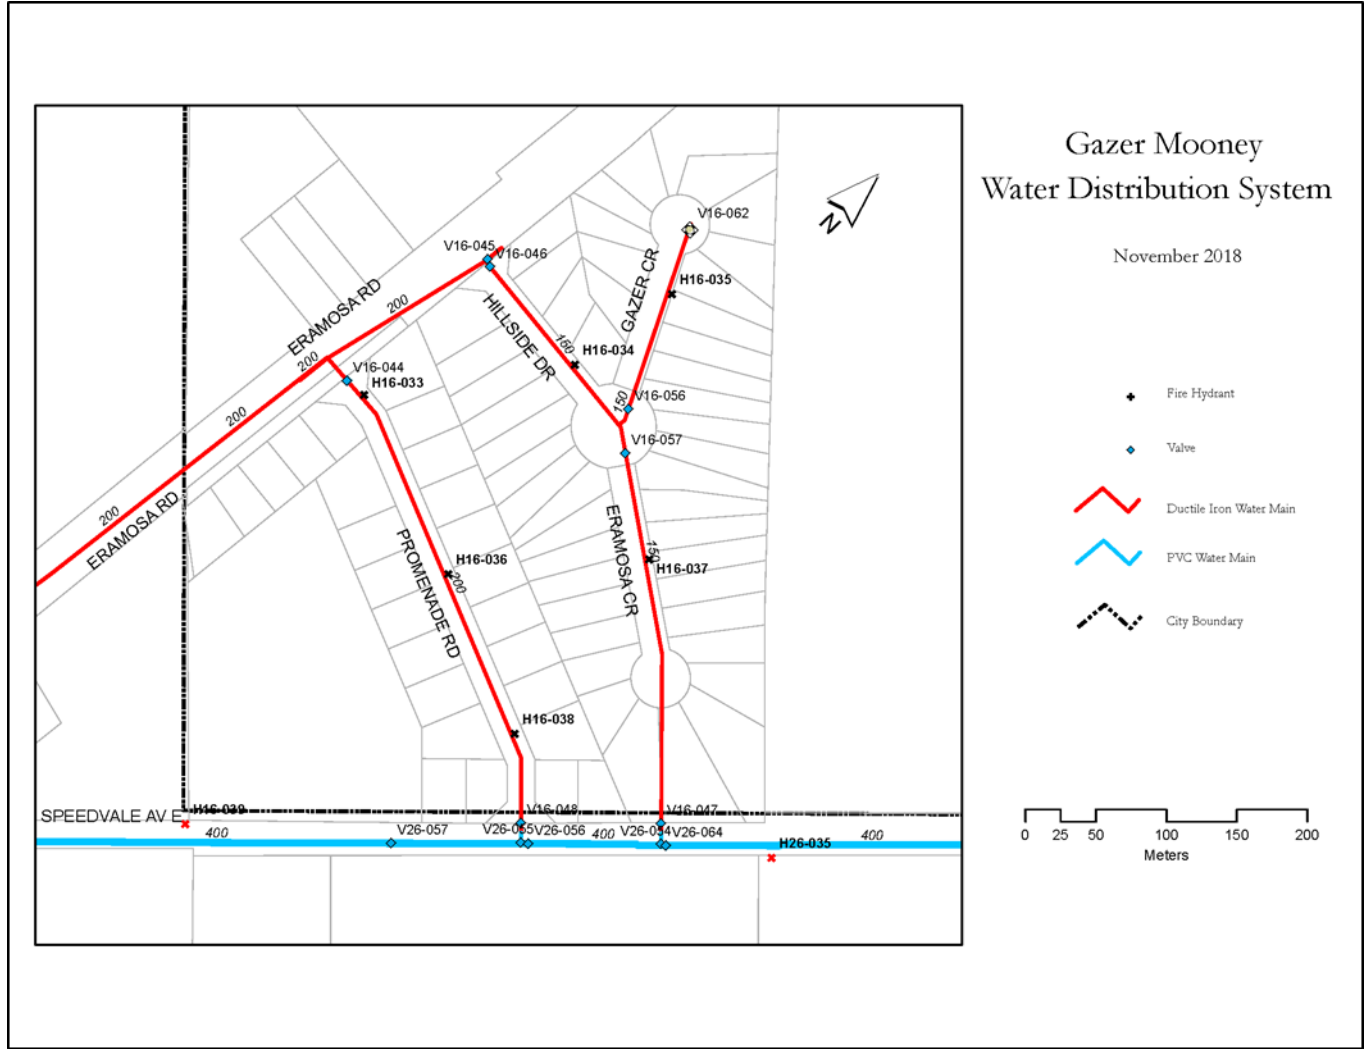 Gazer Mooney
Water Distribution System
November 2018
V16-062
V16-045
V16-046
H16-035
GAZER CR
ERAMOSA RD
200
HILLSIDE DR
160
H16-034
200
V16-044
H16-033
150
V16-056
200
V16-057
200
ERAMOSA RD
PROMENADE RD
H16-036
200
ERAMOSA CR
150
H16-037
H16-038
SPEEDVALE AV E
H16-039
V16-048
V16-047
400
V26-057
V26-055
V26-056
400
V26-054
V26-064
400
H26-035
N
Fire Hydrant
Valve
Ductile Iron Water Main
PVC Water Main
City Boundary
0 25 50 100 150 200
Meters